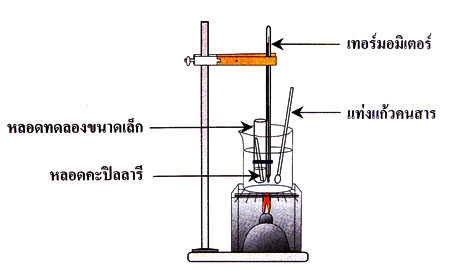 เทอร์มอมิเตอร์
แท่งแก้วคนสาร
หลอดทดลองขนาดเล็ก
หลอดคะปิลลารี